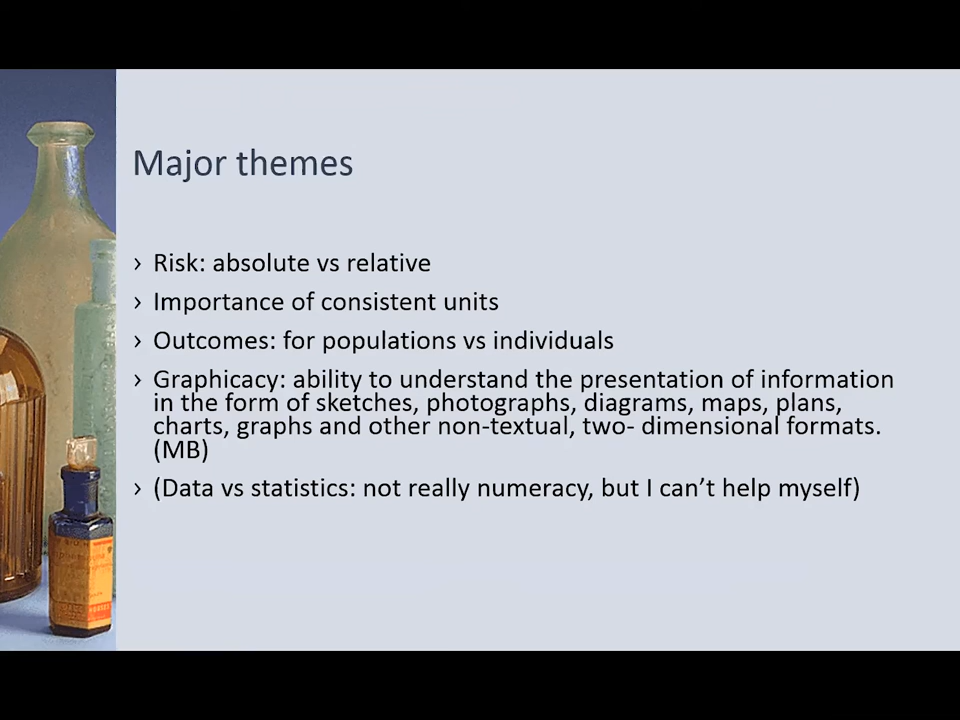 Major themes
› Risk: absolute vs relative
› Importance of consistent units
› Outcomes: for populations vs individuals
› Graphicacy: ability to understand the presentation of information
in the form of sketches, photographs, diagrams, maps, plans,
charts, graphs and other non-textual, two- dimensional formats.
(MB)
› (Data vs statistics: not really numeracy, but I can’t help myself)